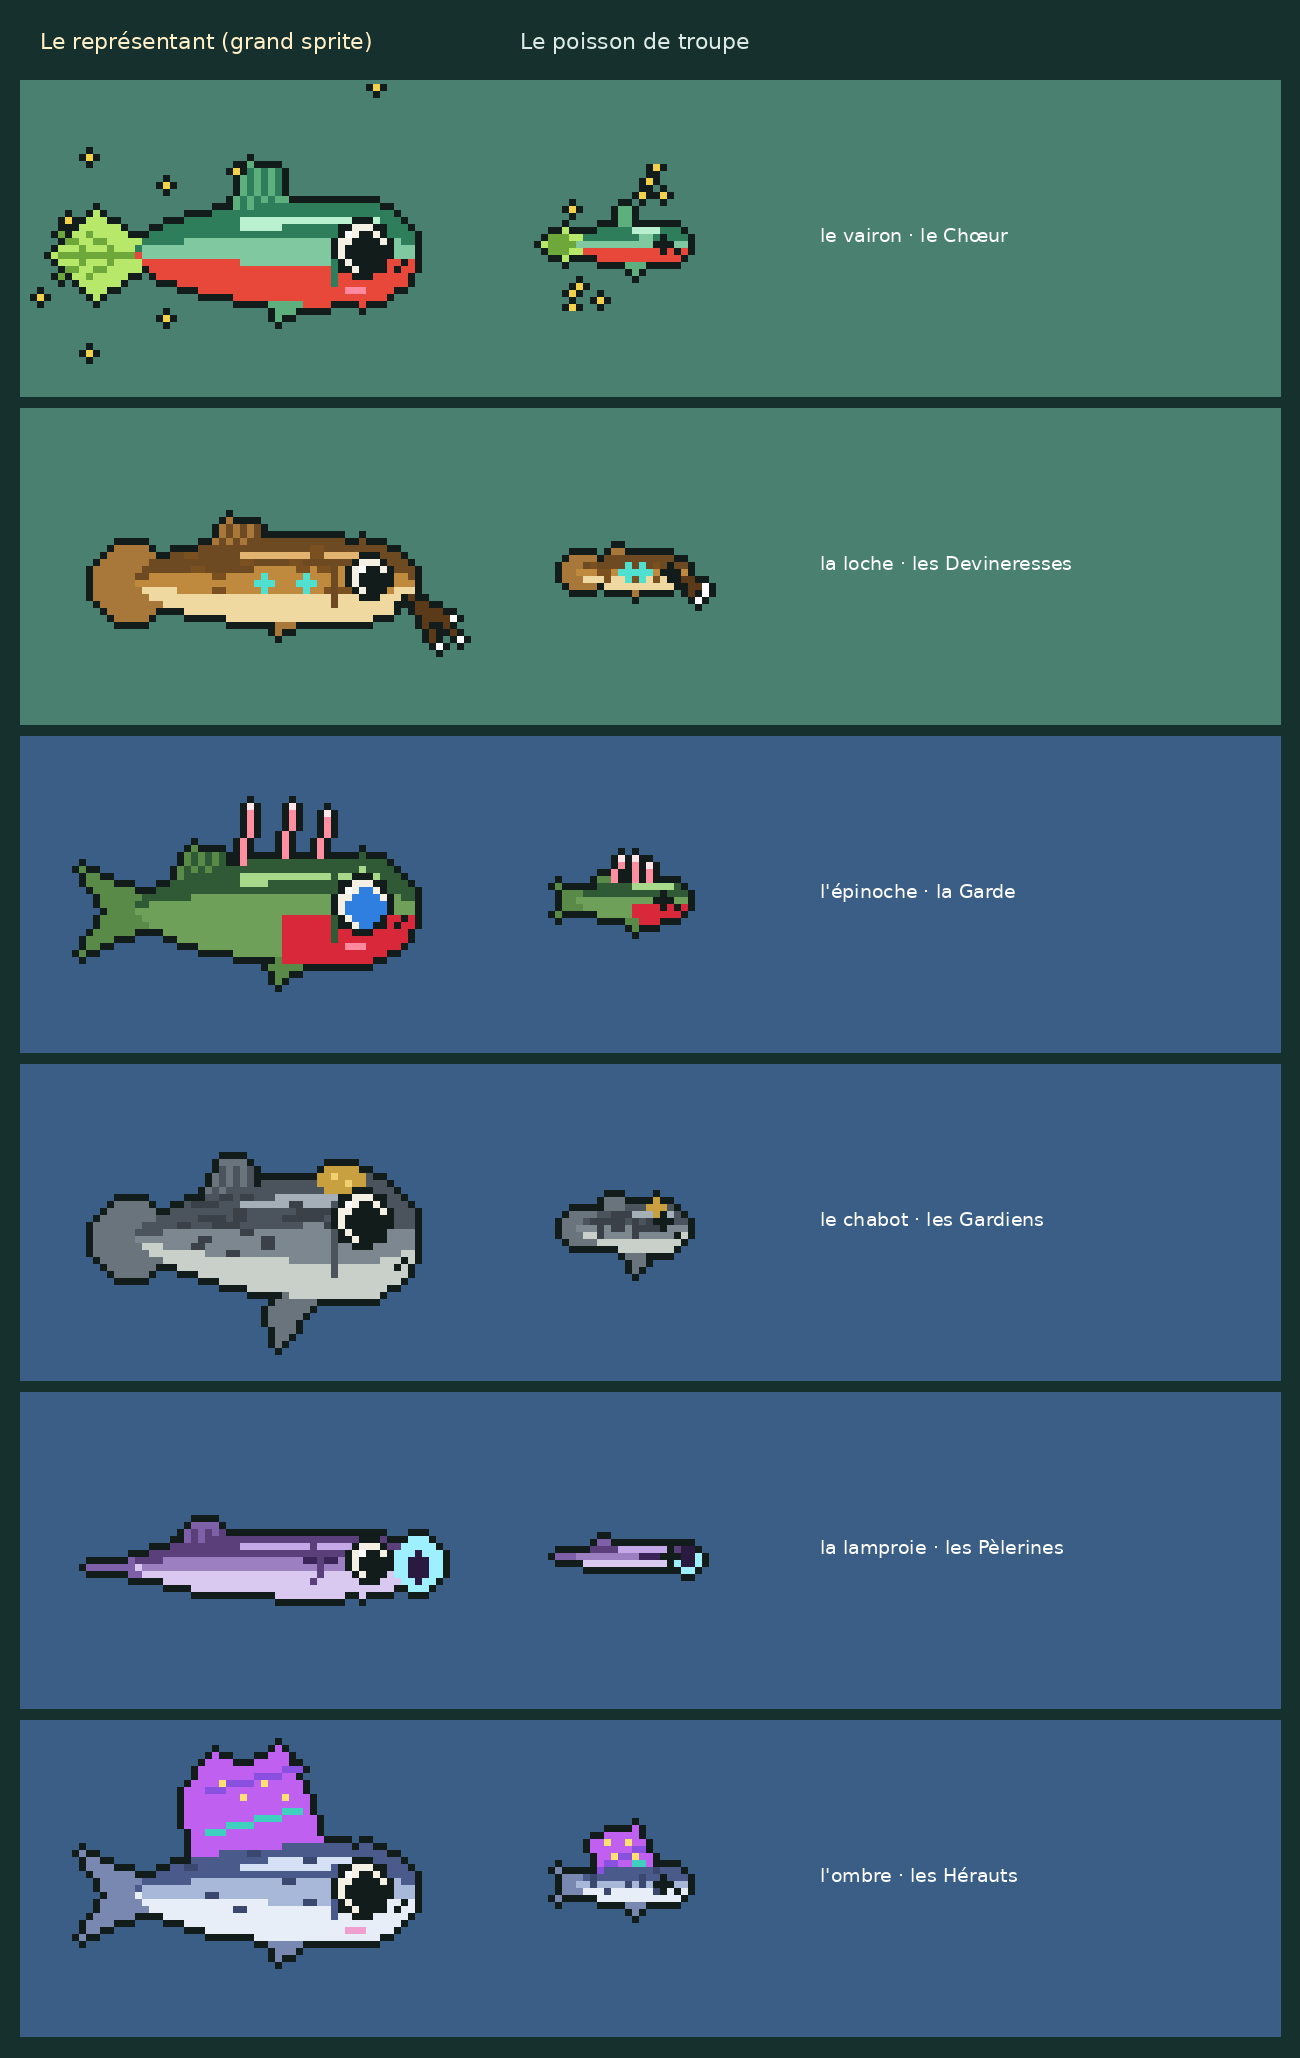 Le représentant (grand sprite)
Le poisson de troupe
le vairon · le Chœur
la loche · les Devineresses
l'épinoche · la Garde
le chabot · les Gardiens
la lamproie · les Pèlerines
l'ombre · les Hérauts